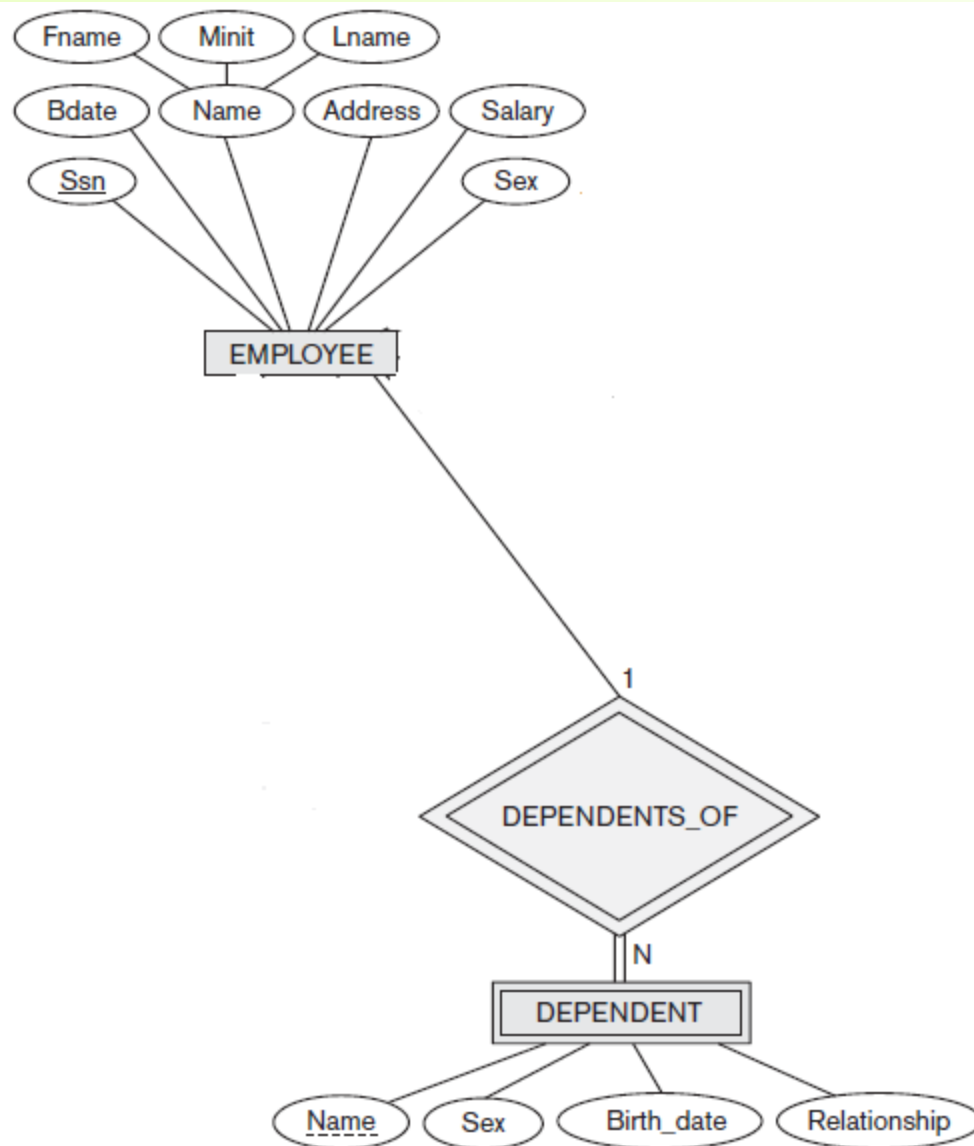 Fname Minit Lname
Bdate Name Address Salary
Ssn Sex
EMPLOYEE
1
DEPENDENTS_OF
N
DEPENDENT
Name Sex Birth_date Relationship